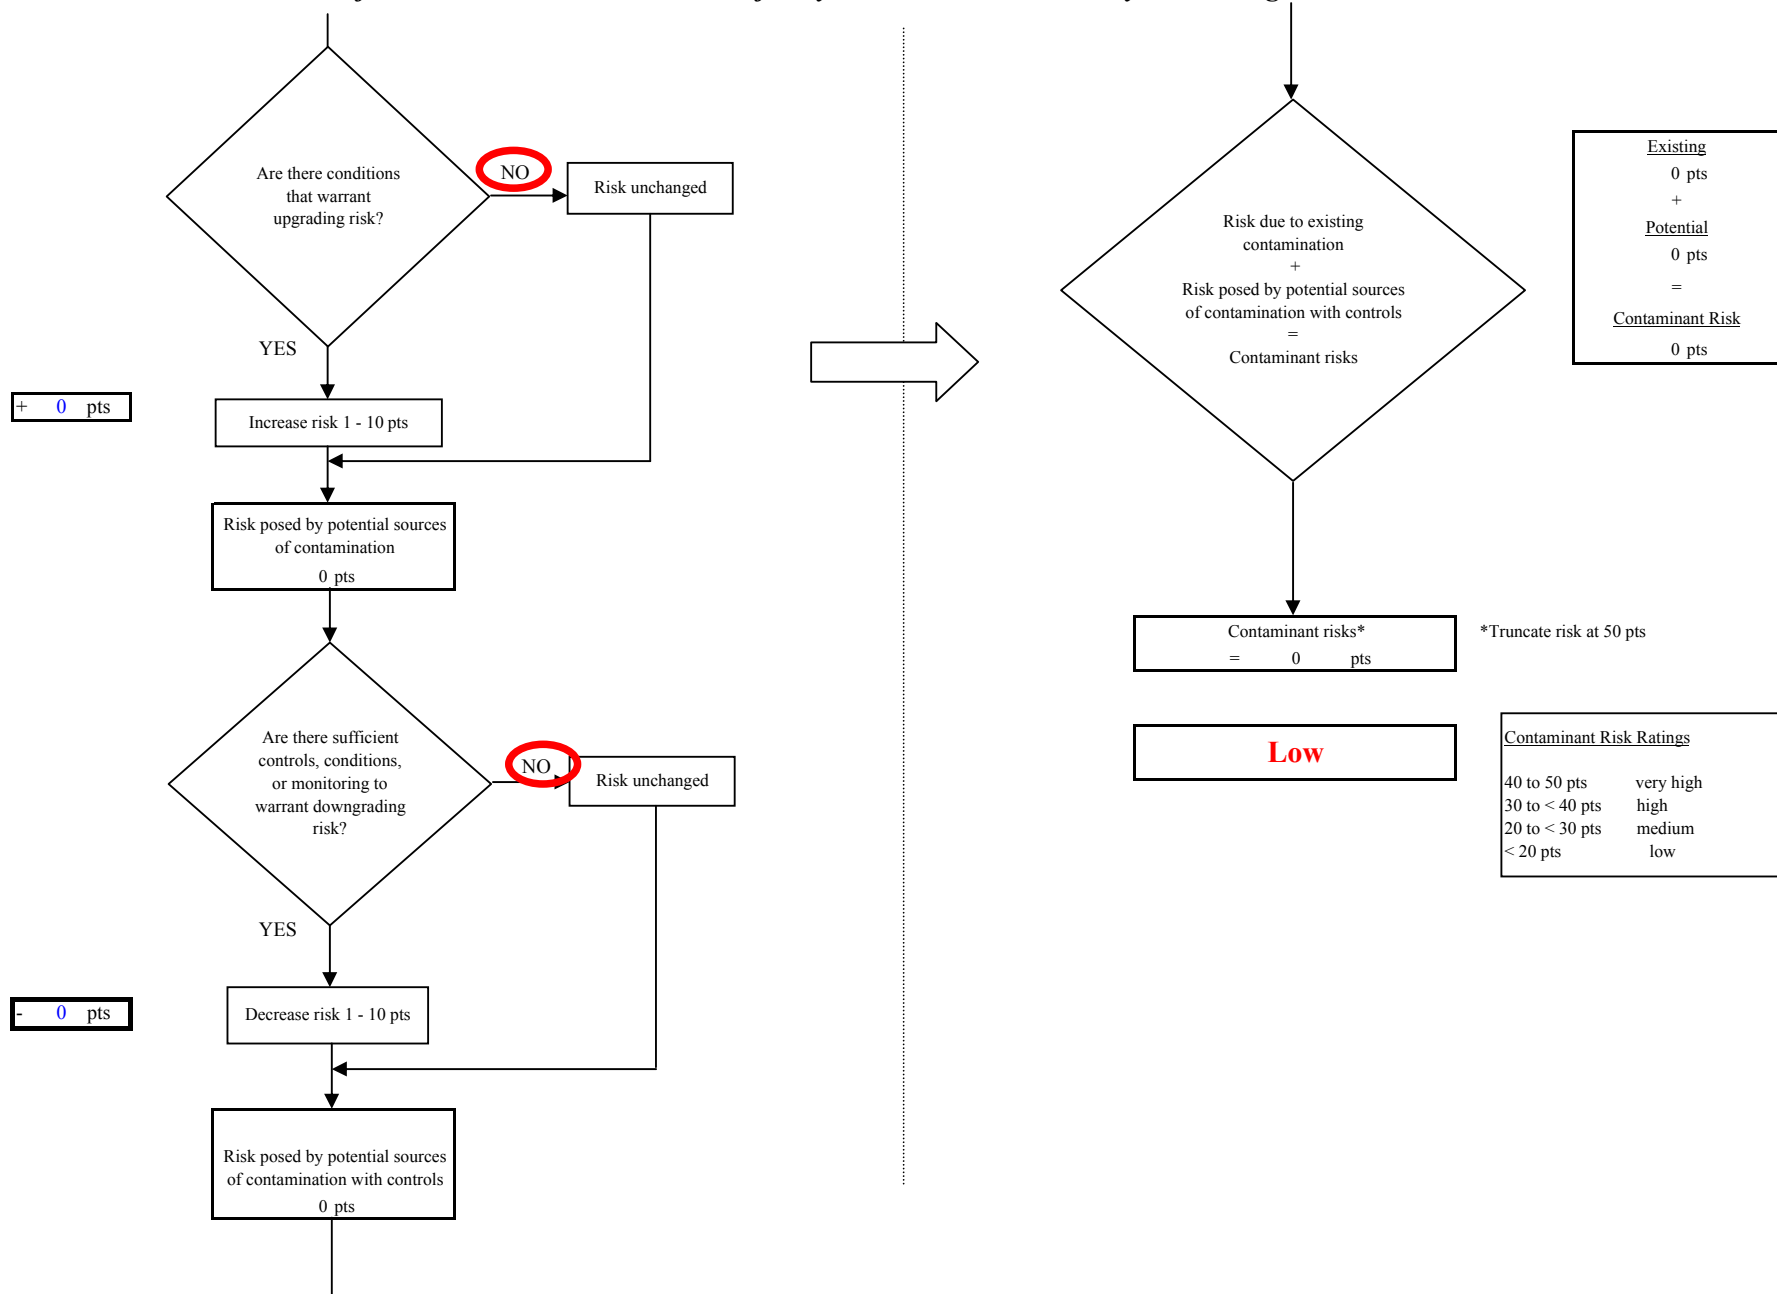 Are there conditions
that warrant
upgrading risk?
NO
Risk unchanged
YES
+ 0 pts
Increase risk 1 - 10 pts
Risk posed by potential sources
of contamination
0 pts
Are there sufficient
controls, conditions,
or monitoring to
warrant downgrading
risk?
NO
Risk unchanged
YES
- 0 pts
Decrease risk 1 - 10 pts
Risk posed by potential sources
of contamination with controls
0 pts
Risk due to existing
contamination
+
Risk posed by potential sources
of contamination with controls
=
Contaminant risks
Existing
0 pts
+
Potential
0 pts
=
Contaminant Risk
0 pts
Contaminant risks*
= 0 pts
*Truncate risk at 50 pts
Low
Contaminant Risk Ratings
40 to 50 pts very high
30 to < 40 pts high
20 to < 30 pts medium
< 20 pts low